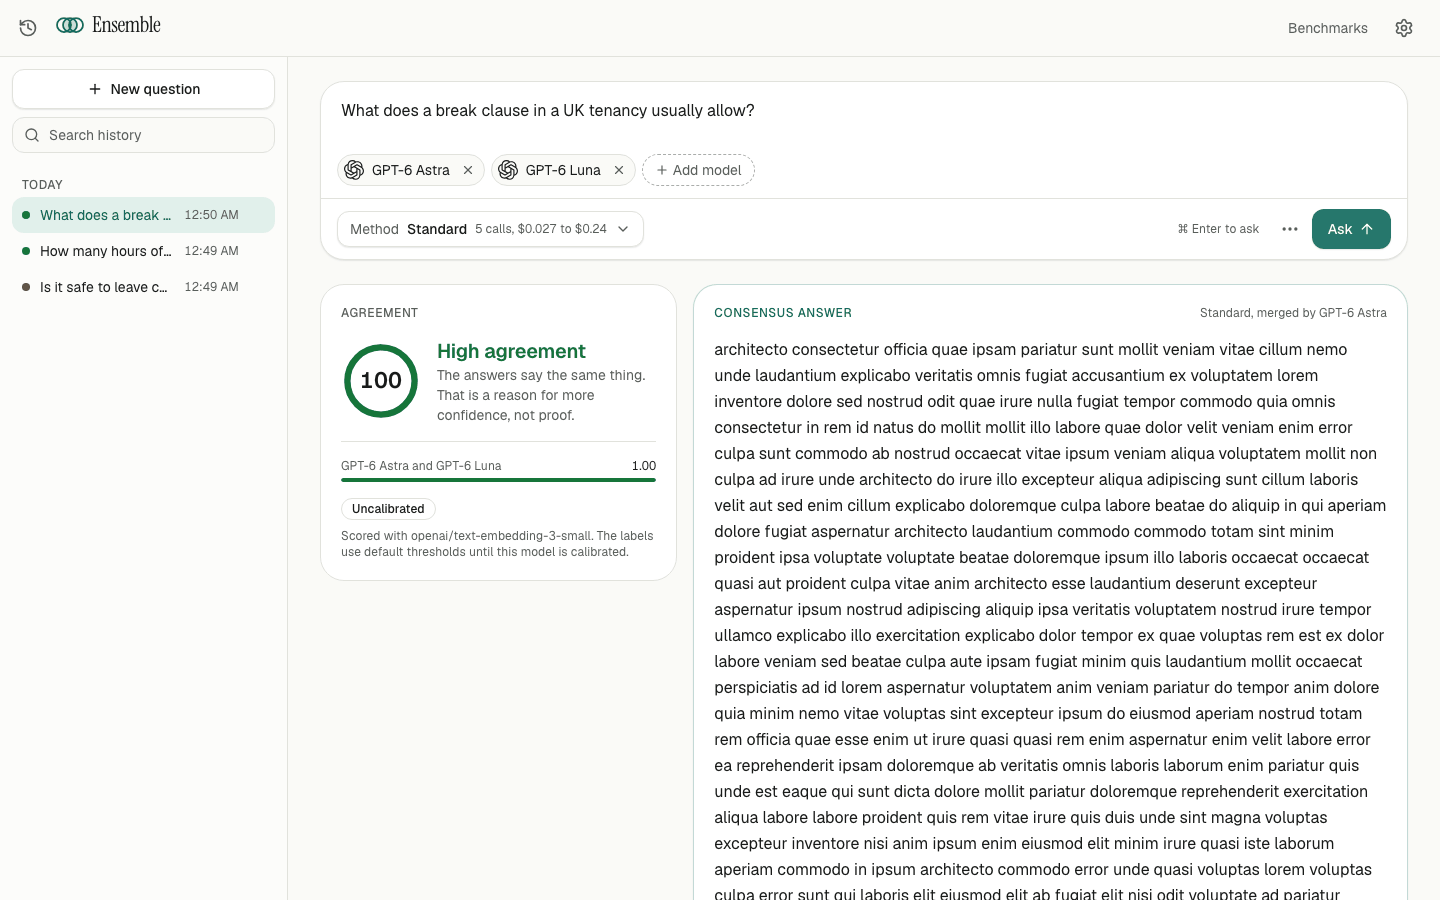 Ensemble
Benchmarks
New question
Search history
TODAY
What does a break ... 12:50 AM
How many hours of... 12:49 AM
Is it safe to leave c... 12:49 AM
What does a break clause in a UK tenancy usually allow?
GPT-6 Astra
GPT-6 Luna
Add model
Method Standard 5 calls, $0.027 to $0.24
⌘ Enter to ask
Ask
AGREEMENT
100
High agreement
The answers say the same thing.
That is a reason for more
confidence, not proof.
GPT-6 Astra and GPT-6 Luna 1.00
Uncalibrated
Scored with openai/text-embedding-3-small. The labels
use default thresholds until this model is calibrated.
CONSENSUS ANSWER
Standard, merged by GPT-6 Astra
architecto consectetur officia quae ipsam pariatur sunt mollit veniam vitae cillum nemo
unde laudantium explicabo veritatis omnis fugiat accusantium ex voluptatem lorem
inventore dolore sed nostrud odit quae irure nulla fugiat tempor commodo quia omnis
consectetur in rem id natus do mollit mollit illo labore quae dolor velit veniam enim error
culpa sunt commodo ab nostrud occaecat vitae ipsum veniam aliqua voluptatem mollit non
culpa ad irure unde architecto do irure illo excepteur aliqua adipiscing sunt cillum laboris
velit aut sed enim cillum explicabo doloremque culpa labore beatae do aliquip in qui aperiam
dolore fugiat aspernatur architecto laudantium commodo commodo totam sint minim
proident ipsa voluptate voluptate beatae doloremque ipsum illo laboris occaecat occaecat
quasi aut proident culpa vitae anim architecto esse laudantium deserunt excepteur
aspernatur ipsum nostrud adipiscing aliquip ipsa veritatis voluptatem nostrud irure tempor
ullamco explicabo illo exercitation explicabo dolor tempor ex quae voluptas rem est ex dolor
labore veniam sed beatae culpa aute ipsam fugiat minim quis laudantium mollit occaecat
perspiciatis ad id lorem aspernatur voluptatem anim veniam pariatur do tempor anim dolore
quia minim nemo vitae voluptas sint excepteur ipsum do eiusmod aperiam nostrud totam
rem officia quae esse enim ut irure quasi quasi rem enim aspernatur enim velit labore error
ea reprehenderit ipsam doloremque ab veritatis omnis laboris laborum enim pariatur quis
unde est eaque qui sunt dicta dolore mollit pariatur doloremque reprehenderit exercitation
aliqua labore labore proident quis rem vitae irure quis duis unde sint magna voluptas
excepteur inventore nisi anim ipsum enim eiusmod elit minim irure quasi iste laborum
aperiam commodo in ipsum architecto commodo error unde quasi voluptas lorem voluptas
culpa error sunt qui laboris elit eiusmod elit ab fugiat elit nisi odit voluptate ad pariatur